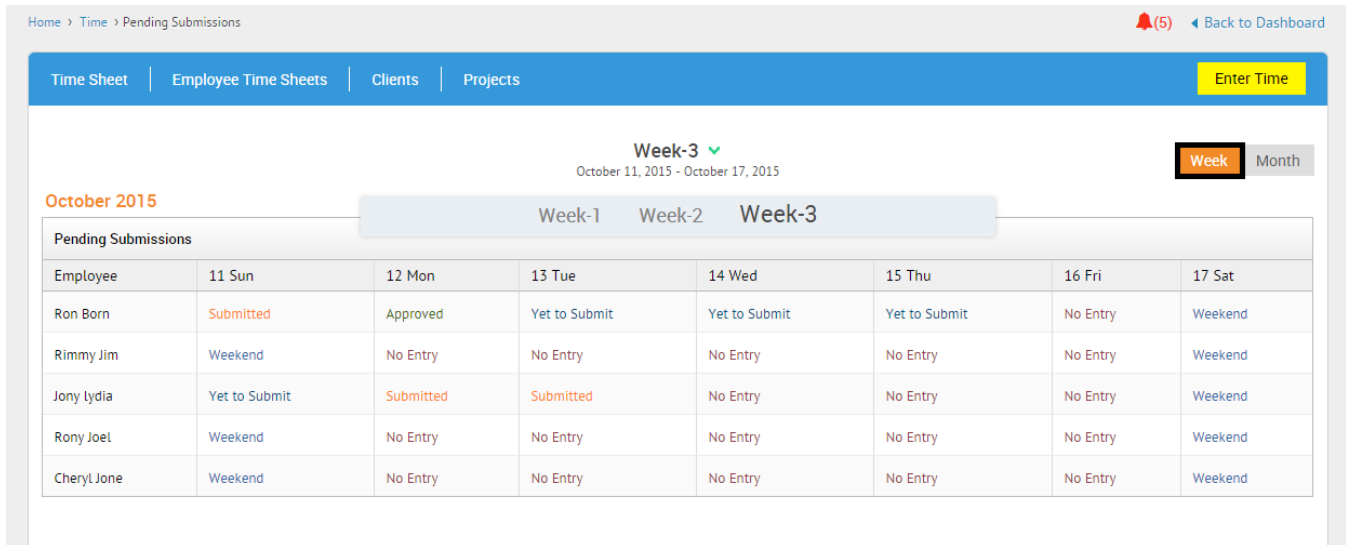 Home › Time › Pending Submissions (5) Back to Dashboard
Time Sheet Employee Time Sheets Clients Projects Enter Time
Week-3
October 11, 2015 - October 17, 2015
Week Month
October 2015
Week-1 Week-2 Week-3
Pending Submissions
Employee 11 Sun 12 Mon 13 Tue 14 Wed 15 Thu 16 Fri 17 Sat
Ron Born Submitted Approved Yet to Submit Yet to Submit Yet to Submit No Entry Weekend
Rimmy Jim Weekend No Entry No Entry No Entry No Entry No Entry Weekend
Jony lydia Yet to Submit Submitted Submitted No Entry No Entry No Entry Weekend
Rony Joel Weekend No Entry No Entry No Entry No Entry No Entry Weekend
Cheryl Jone Weekend No Entry No Entry No Entry No Entry No Entry Weekend